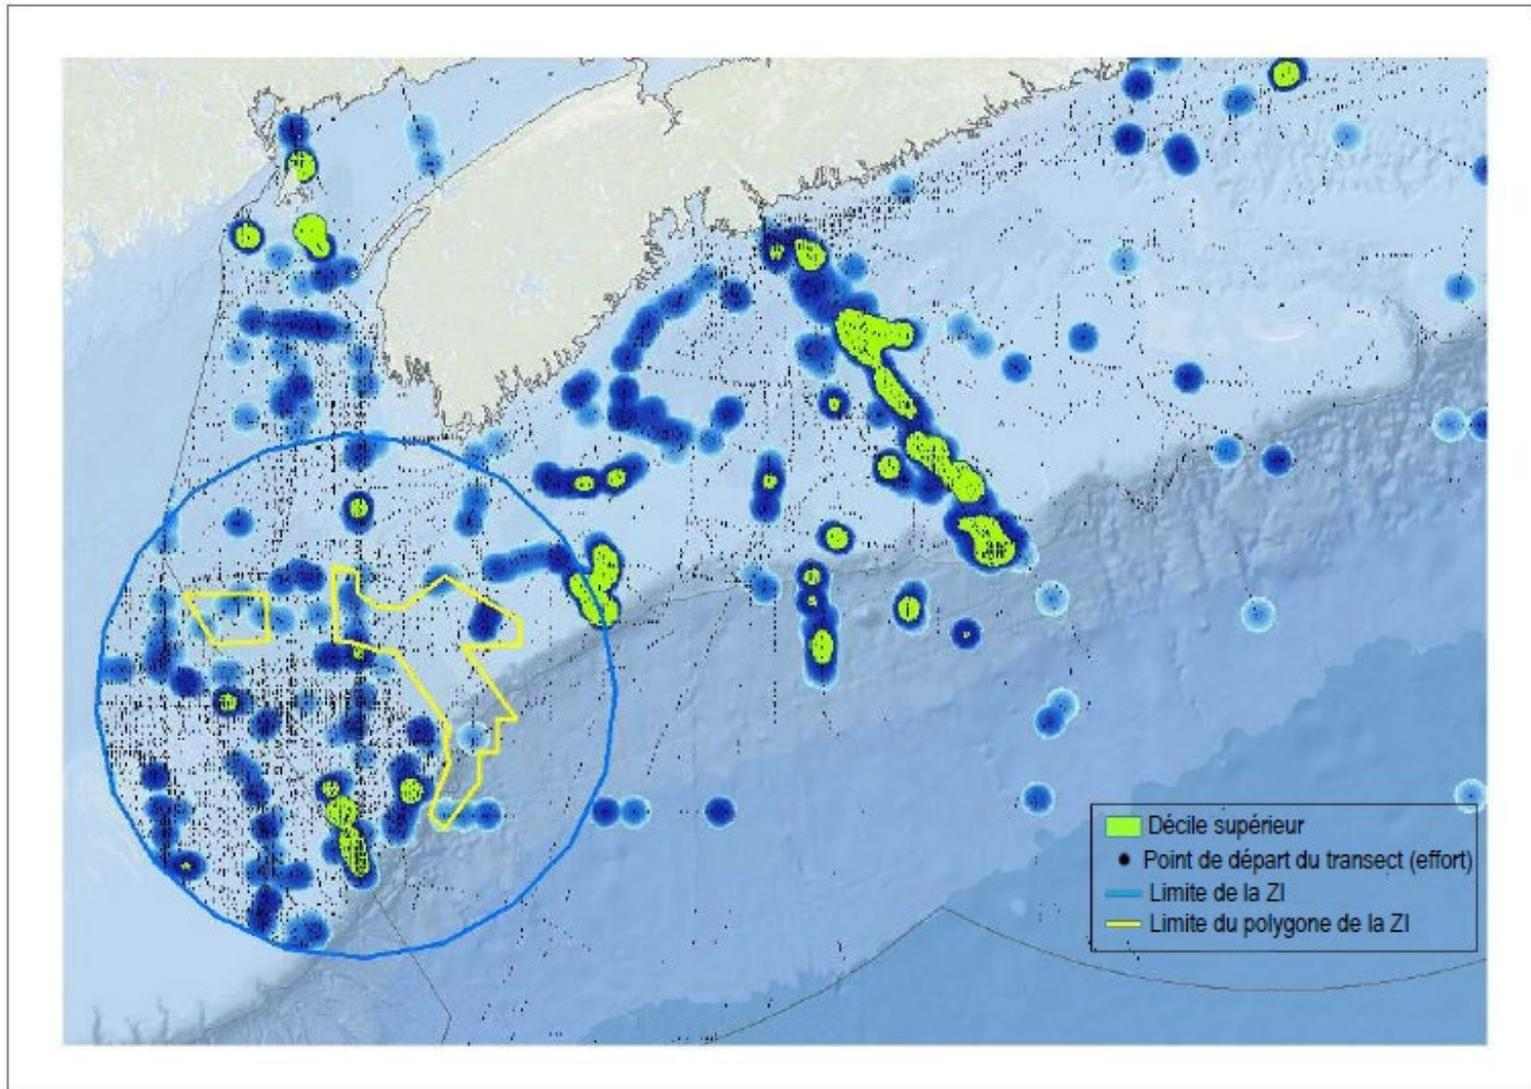 Décile supérieur
Point de départ du transect (effort)
Limite de la ZI
Limite du polygone de la ZI